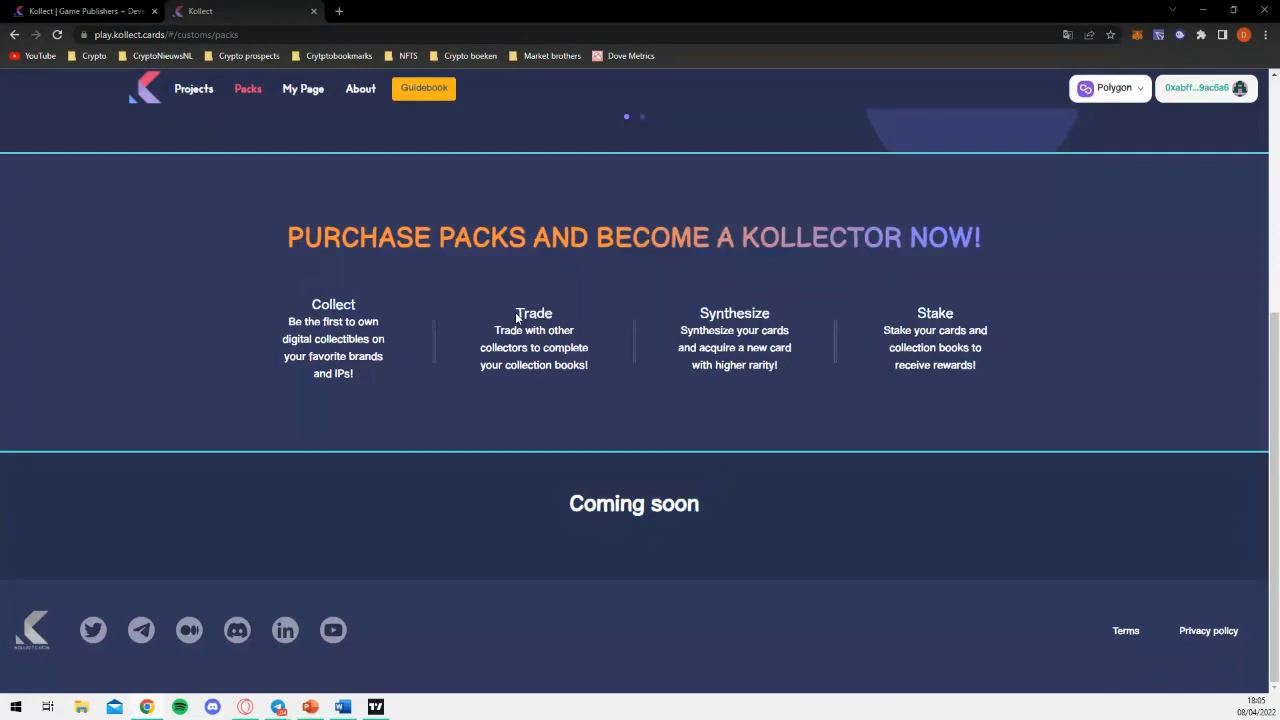 Kollect | Game Publishers + Deve
Kollect
play.kollect.cards/#/customs/packs
YouTube
Crypto
CryptoNieuwsNL
Crypto prospects
Crytptobookmarks
NFTS
Crypto boeken
Market brothers
Dove Metrics
Projects
Packs
My Page
About
Guidebook
Polygon
0xabff...9ac6a6
PURCHASE PACKS AND BECOME A KOLLECTOR NOW!
Collect
Be the first to own
digital collectibles on
your favorite brands
and IPs!
Trade
Trade with other
collectors to complete
your collection books!
Synthesize
Synthesize your cards
and acquire a new card
with higher rarity!
Stake
Stake your cards and
collection books to
receive rewards!
Coming soon
KOLLECT CARDS
Terms
Privacy policy
18:05
08/04/2022